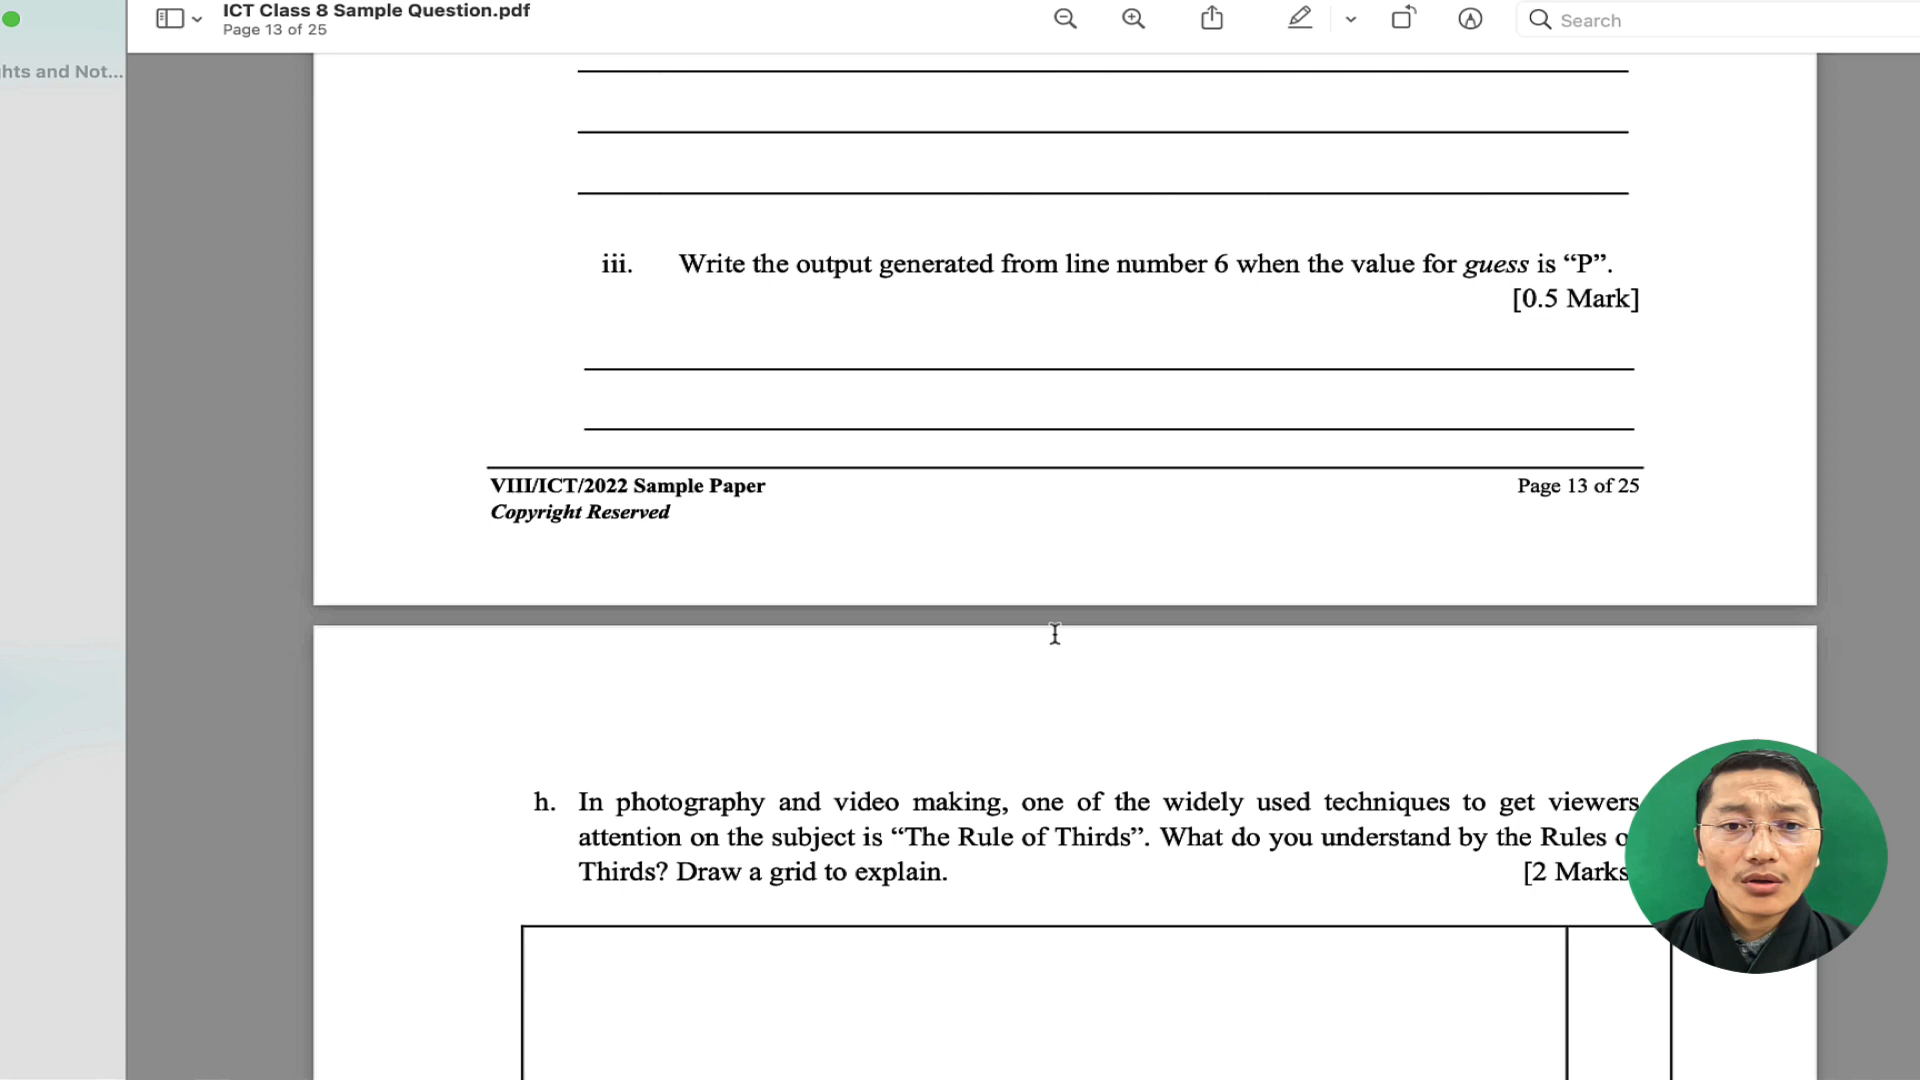 ICT Class 8 Sample Question.pdf
Page 13 of 25
Search
hts and Not...
iii. Write the output generated from line number 6 when the value for guess is “P”.
[0.5 Mark]
VIII/ICT/2022 Sample Paper
Page 13 of 25
Copyright Reserved
h. In photography and video making, one of the widely used techniques to get viewers
attention on the subject is “The Rule of Thirds”. What do you understand by the Rules o
Thirds? Draw a grid to explain.
[2 Marks